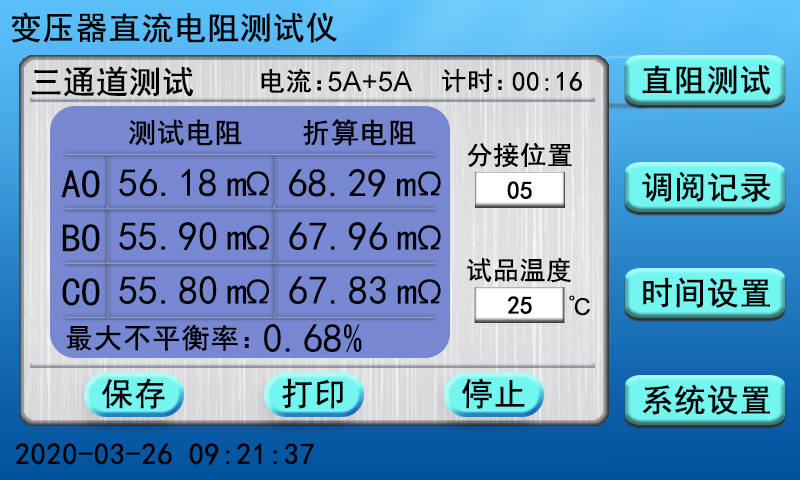 变压器直流电阻测试仪
三通道测试 电流:5A+5A 计时:00:16
测试电阻 折算电阻
AO 56.18 mΩ 68.29 mΩ
BO 55.90 mΩ 67.96 mΩ
CO 55.80 mΩ 67.83 mΩ
最大不平衡率:0.68%
分接位置
05
试品温度
25 ℃
保存 打印 停止
直阻测试
调阅记录
时间设置
系统设置
2020-03-26 09:21:37